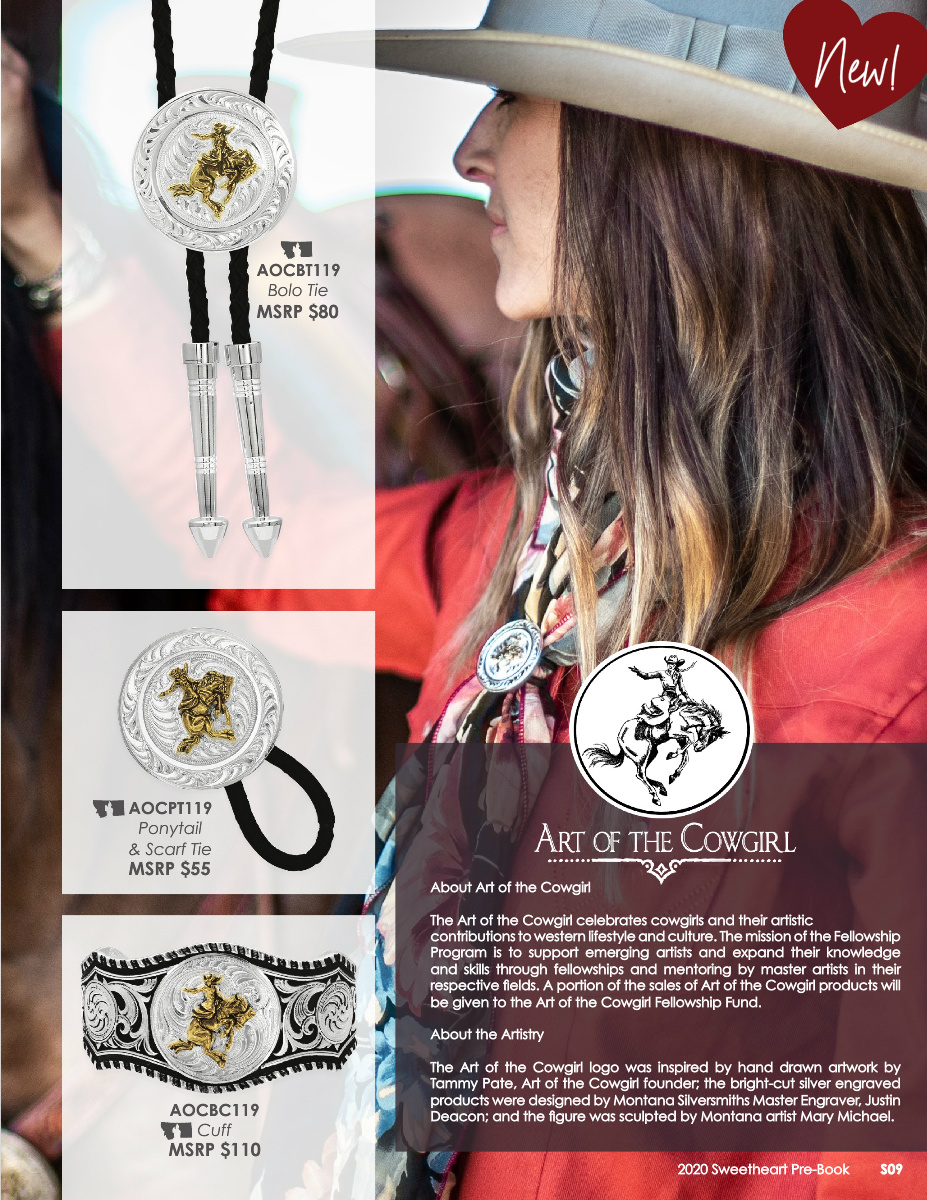 New!
AOCBT119
Bolo Tie
MSRP $80
AOCPT119
Ponytail
& Scarf Tie
MSRP $55
AOCBC119
Cuff
MSRP $110
ART OF THE COWGIRL
About Art of the Cowgirl
The Art of the Cowgirl celebrates cowgirls and their artistic
contributions to western lifestyle and culture. The mission of the Fellowship
Program is to support emerging artists and expand their knowledge
and skills through fellowships and mentoring by master artists in their
respective fields. A portion of the sales of Art of the Cowgirl products will
be given to the Art of the Cowgirl Fellowship Fund.
About the Artistry
The Art of the Cowgirl logo was inspired by hand drawn artwork by
Tammy Pate, Art of the Cowgirl founder; the bright-cut silver engraved
products were designed by Montana Silversmiths Master Engraver, Justin
Deacon; and the figure was sculpted by Montana artist Mary Michael.
2020 Sweetheart Pre-Book S09